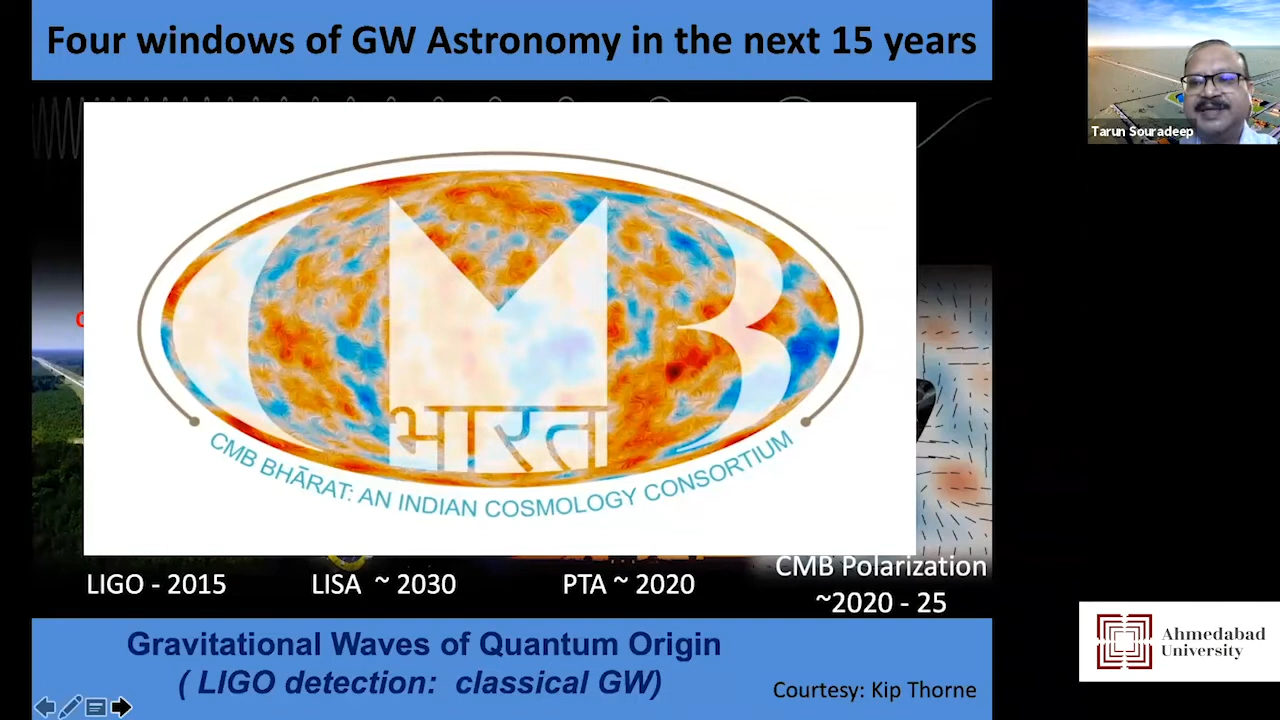 Four windows of GW Astronomy in the next 15 years
Tarun Souradeep
CMB
भारत
CMB BHĀRAT: AN INDIAN COSMOLOGY CONSORTIUM
LIGO - 2015
LISA ~ 2030
PTA ~ 2020
CMB Polarization
~2020 - 25
Gravitational Waves of Quantum Origin
( LIGO detection: classical GW)
Courtesy: Kip Thorne
Ahmedabad
University